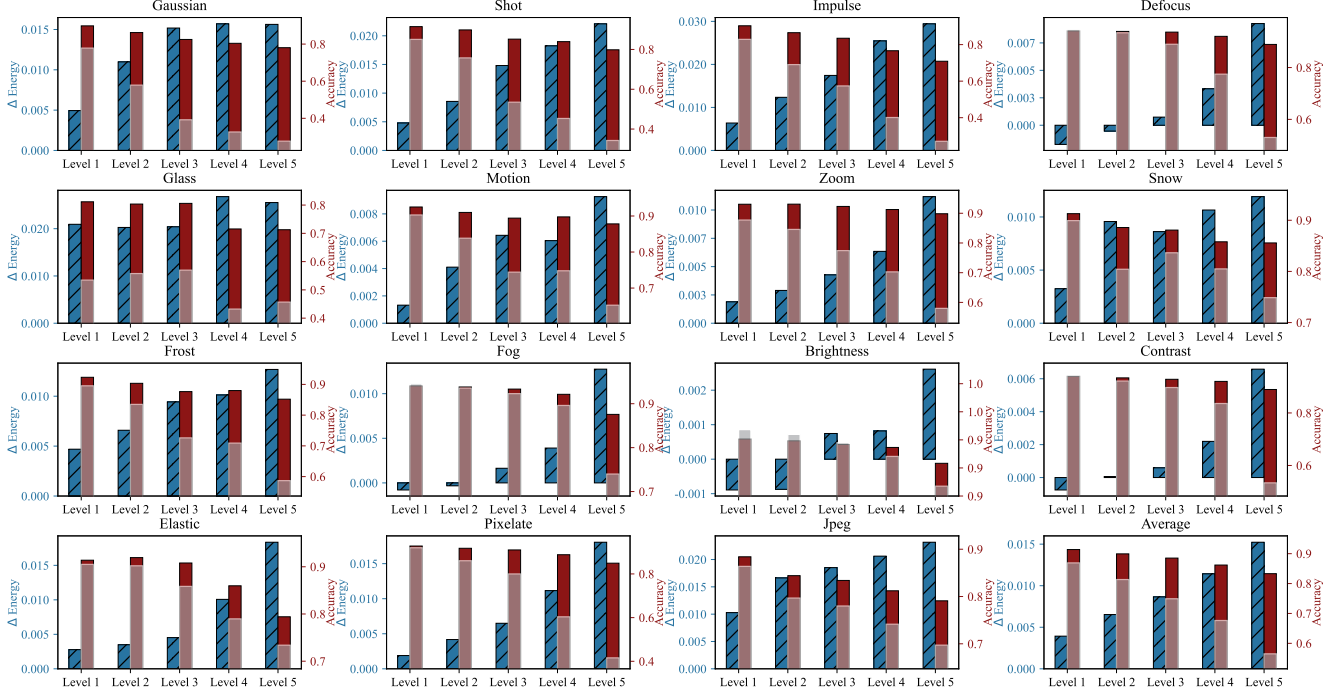 Gaussian
0.015
0.010
0.005
0.000
Δ Energy
0.8
0.6
0.4
Accuracy
Level 1 Level 2 Level 3 Level 4 Level 5
Shot
0.020
0.015
0.010
0.005
0.000
Δ Energy
0.8
0.6
0.4
Accuracy
Level 1 Level 2 Level 3 Level 4 Level 5
Impulse
0.030
0.020
0.010
0.000
Δ Energy
0.8
0.6
0.4
Accuracy
Level 1 Level 2 Level 3 Level 4 Level 5
Defocus
0.007
0.005
0.003
0.000
Δ Energy
0.8
0.6
Accuracy
Level 1 Level 2 Level 3 Level 4 Level 5
Glass
0.020
0.010
0.000
Δ Energy
0.8
0.7
0.6
0.5
0.4
Accuracy
Level 1 Level 2 Level 3 Level 4 Level 5
Motion
0.008
0.006
0.004
0.002
0.000
Δ Energy
0.9
0.8
0.7
Accuracy
Level 1 Level 2 Level 3 Level 4 Level 5
Zoom
0.010
0.007
0.005
0.003
0.000
Δ Energy
0.9
0.8
0.7
0.6
Accuracy
Level 1 Level 2 Level 3 Level 4 Level 5
Snow
0.010
0.005
0.000
Δ Energy
0.9
0.8
0.7
Accuracy
Level 1 Level 2 Level 3 Level 4 Level 5
Frost
0.010
0.005
0.000
Δ Energy
0.9
0.8
0.7
0.6
Accuracy
Level 1 Level 2 Level 3 Level 4 Level 5
Fog
0.010
0.005
0.000
Δ Energy
0.9
0.8
0.7
Accuracy
Level 1 Level 2 Level 3 Level 4 Level 5
Brightness
0.002
0.001
0.000
-0.001
Δ Energy
1.0
1.0
0.9
0.9
0.9
Accuracy
Level 1 Level 2 Level 3 Level 4 Level 5
Contrast
0.006
0.004
0.002
0.000
Δ Energy
0.8
0.6
Accuracy
Level 1 Level 2 Level 3 Level 4 Level 5
Elastic
0.015
0.010
0.005
0.000
Δ Energy
0.9
0.8
0.7
Accuracy
Level 1 Level 2 Level 3 Level 4 Level 5
Pixelate
0.015
0.010
0.005
0.000
Δ Energy
0.8
0.6
0.4
Accuracy
Level 1 Level 2 Level 3 Level 4 Level 5
Jpeg
0.020
0.015
0.010
0.005
0.000
Δ Energy
0.9
0.8
0.7
Accuracy
Level 1 Level 2 Level 3 Level 4 Level 5
Average
0.015
0.010
0.005
0.000
Δ Energy
0.9
0.8
0.7
0.6
Accuracy
Level 1 Level 2 Level 3 Level 4 Level 5